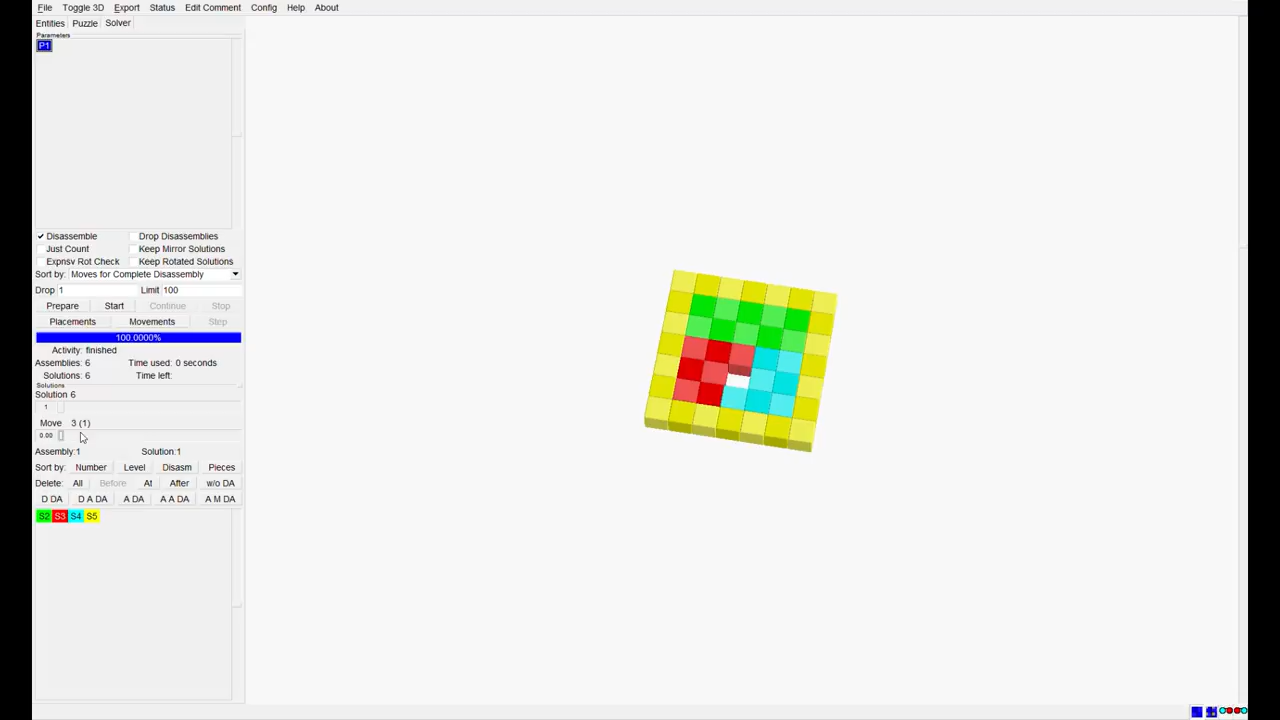 File Toggle 3D Export Status Edit Comment Config Help About
Entities Puzzle Solver
Parameters
P1
Disassemble Drop Disassemblies
Just Count Keep Mirror Solutions
Expnsv Rot Check Keep Rotated Solutions
Sort by: Moves for Complete Disassembly
Drop 1 Limit 100
Prepare Start Continue Stop
Placements Movements Step
100.0000%
Activity: finished
Assemblies: 6 Time used: 0 seconds
Solutions: 6 Time left:
Solutions
Solution 6
1
Move 3 (1)
0.00
Assembly:1 Solution:1
Sort by: Number Level Disasm Pieces
Delete: All Before At After w/o DA
D DA D A DA A DA A A DA A M DA
S2 S3 S4 S5